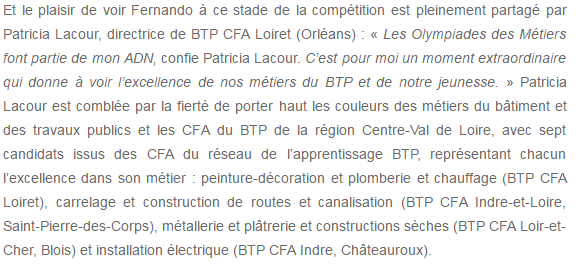 Et le plaisir de voir Fernando à ce stade de la compétition est pleinement partagé par
Patricia Lacour, directrice de BTP CFA Loiret (Orléans) : « Les Olympiades des Métiers
font partie de mon ADN, confie Patricia Lacour. C’est pour moi un moment extraordinaire
qui donne à voir l’excellence de nos métiers du BTP et de notre jeunesse. » Patricia
Lacour est comblée par la fierté de porter haut les couleurs des métiers du bâtiment et
des travaux publics et les CFA du BTP de la région Centre-Val de Loire, avec sept
candidats issus des CFA du réseau de l’apprentissage BTP, représentant chacun
l’excellence dans son métier : peinture-décoration et plomberie et chauffage (BTP CFA
Loiret), carrelage et construction de routes et canalisation (BTP CFA Indre-et-Loire,
Saint-Pierre-des-Corps), métallerie et plâtrerie et constructions sèches (BTP CFA Loir-et-
Cher, Blois) et installation électrique (BTP CFA Indre, Châteauroux).